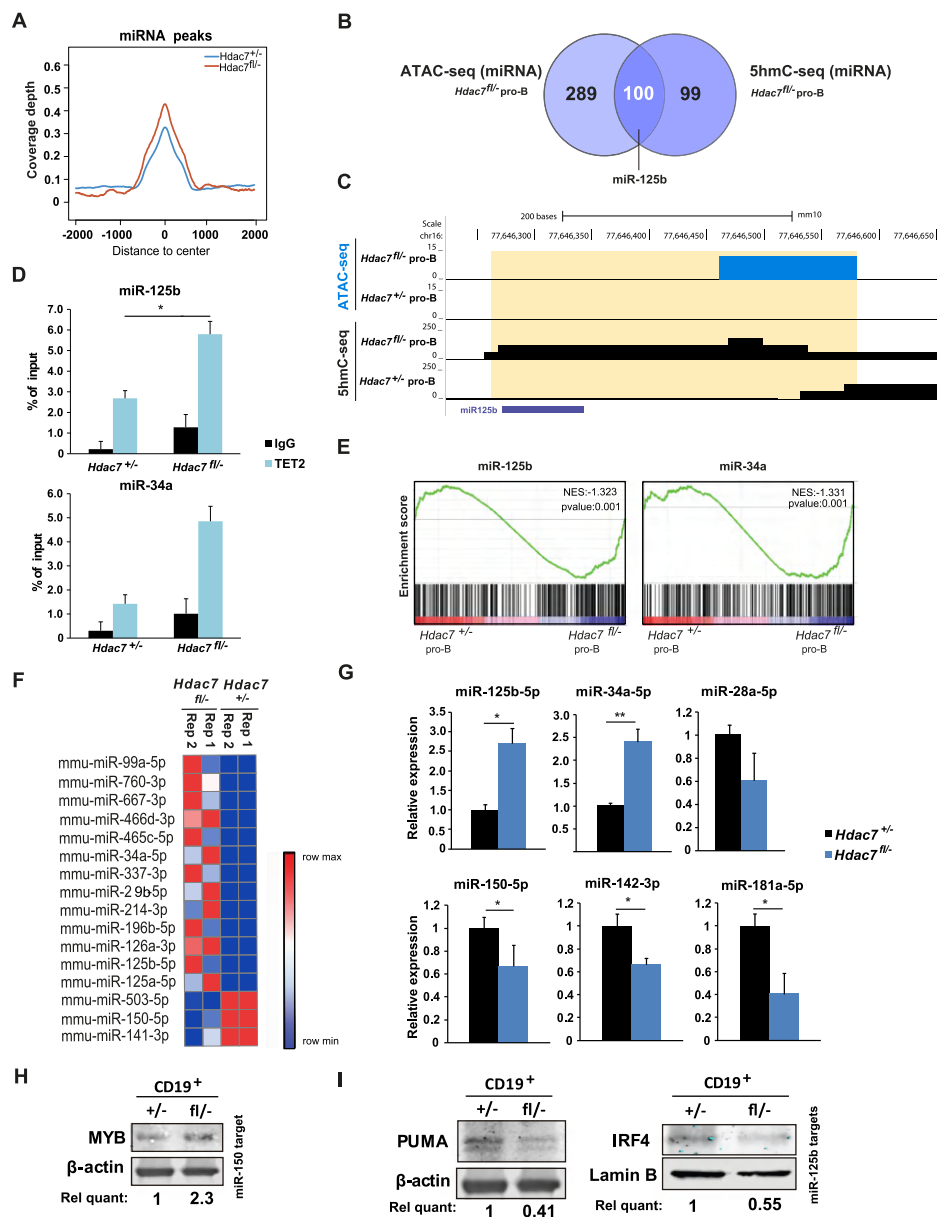 A
miRNA peaks
Hdac7+/-
Hdac7fl/-
Coverage depth
0.6
0.5
0.4
0.3
0.2
0.1
0
-2000 -1000 0 1000 2000
Distance to center
B
ATAC-seq (miRNA)
Hdac7fl/- pro-B
289 100 99
5hmC-seq (miRNA)
Hdac7fl/- pro-B
miR-125b
C
Scale
200 bases
mm10
chr16:
77,646,300 77,646,350 77,646,400 77,646,450 77,646,500 77,646,550 77,646,600 77,646,650
ATAC-seq
Hdac7fl/- pro-B
15
0
Hdac7+/- pro-B
15
0
5hmC-seq
Hdac7fl/- pro-B
250
0
Hdac7+/- pro-B
250
0
miR125b
D
miR-125b
% of input
7.0
6.0
5.0
4.0
3.0
2.0
1.0
0
*
Hdac7 +/- Hdac7 fl/-
IgG
TET2
miR-34a
% of input
6.0
5.0
4.0
3.0
2.0
1.0
0
Hdac7 +/- Hdac7 fl/-
E
miR-125b
Enrichment score
NES:-1.323
pvalue:0.001
Hdac7 +/- pro-B
Hdac7 fl/- pro-B
miR-34a
NES:-1.331
pvalue:0.001
Hdac7 +/- pro-B
Hdac7 fl/- pro-B
F
Hdac7 fl/-
Hdac7 +/-
Rep 2 Rep 1 Rep 2 Rep 1
mmu-miR-99a-5p
mmu-miR-760-3p
mmu-miR-667-3p
mmu-miR-466d-3p
mmu-miR-465c-5p
mmu-miR-34a-5p
mmu-miR-337-3p
mmu-miR-29b-5p
mmu-miR-214-3p
mmu-miR-196b-5p
mmu-miR-126a-3p
mmu-miR-125b-5p
mmu-miR-125a-5p
mmu-miR-503-5p
mmu-miR-150-5p
mmu-miR-141-3p
row max
row min
G
miR-125b-5p
Relative expression
3.5
3.0
2.5
2.0
1.5
1.0
0.5
0
*
miR-34a-5p
3.0
2.5
2.0
1.5
1.0
0.5
0
**
miR-28a-5p
1.2
1
0.8
0.6
0.4
0.2
0
Hdac7 +/-
Hdac7 fl/-
miR-150-5p
Relative expression
1.2
1
0.8
0.6
0.4
0.2
0
*
miR-142-3p
1.2
1
0.8
0.6
0.4
0.2
0
*
miR-181a-5p
1.2
1
0.8
0.6
0.4
0.2
0
*
H
CD19+
+/- fl/-
MYB
β-actin
Rel quant: 1 2.3
miR-150 target
I
CD19+
+/- fl/-
PUMA
β-actin
Rel quant: 1 0.41
CD19+
+/- fl/-
IRF4
Lamin B
Rel quant: 1 0.55
miR-125b targets